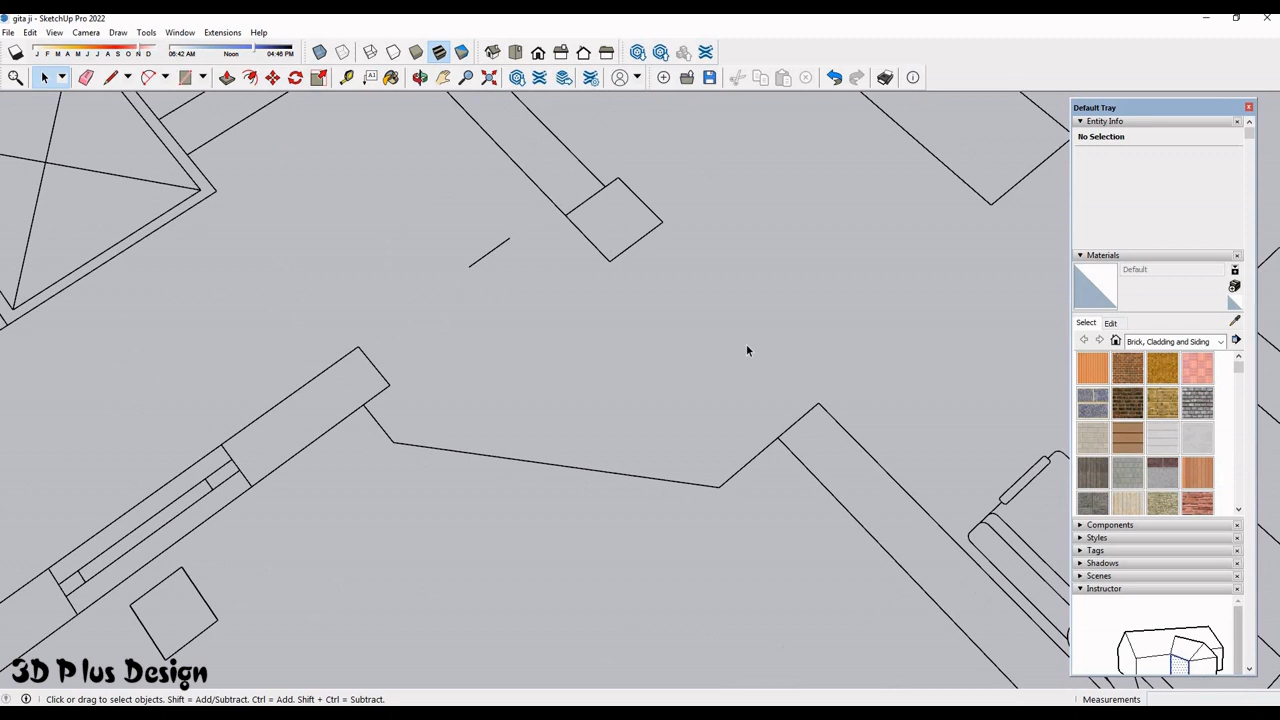 gita ji - SketchUp Pro 2022
File Edit View Camera Draw Tools Window Extensions Help
J F M A M J J A S O N D 06:42 AM Noon 04:46 PM
Default Tray
Entity Info
No Selection
Materials
Default
Select Edit
Brick, Cladding and Siding
Components
Styles
Tags
Shadows
Scenes
Instructor
3D Plus Design
Click or drag to select objects. Shift = Add/Subtract. Ctrl = Add. Shift + Ctrl = Subtract.
Measurements